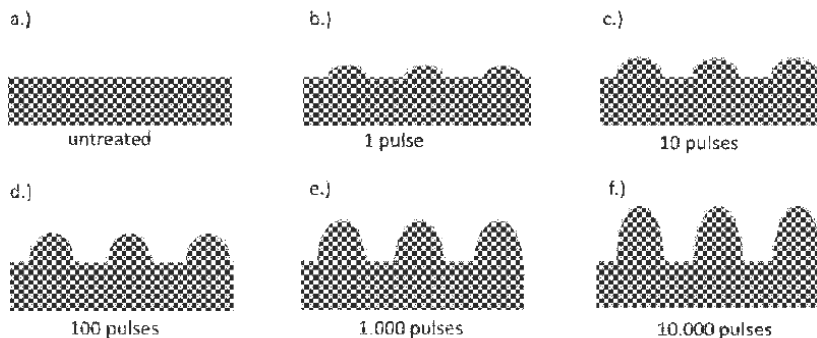 a.)
b.)
c.)
untreated
1 pulse
10 pulses
d.)
e.)
f.)
100 pulses
1.000 pulses
10.000 pulses